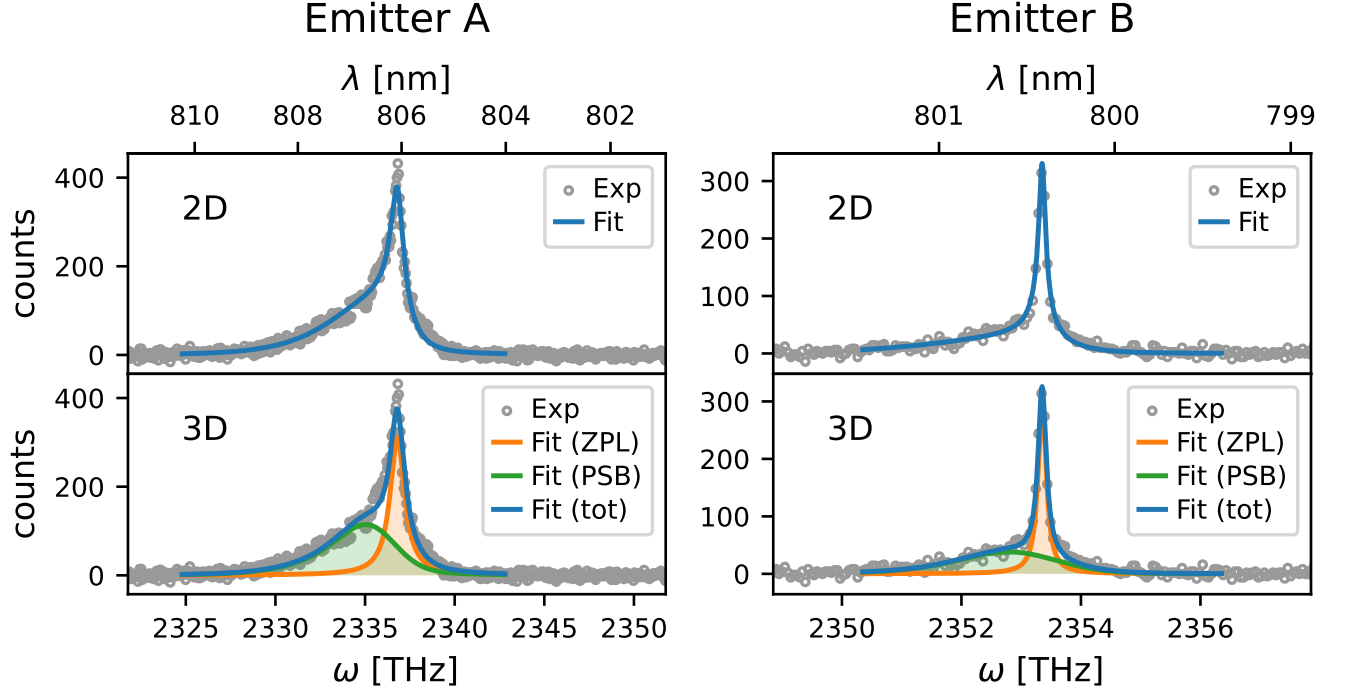 Emitter A
Emitter B
λ [nm]
λ [nm]
810 808 806 804 802
801 800 799
counts
400
200
0
2D
Exp
Fit
300
200
100
0
2D
Exp
Fit
counts
400
200
0
3D
Exp
Fit (ZPL)
Fit (PSB)
Fit (tot)
300
200
100
0
3D
Exp
Fit (ZPL)
Fit (PSB)
Fit (tot)
2325 2330 2335 2340 2345 2350
2350 2352 2354 2356
ω [THz]
ω [THz]